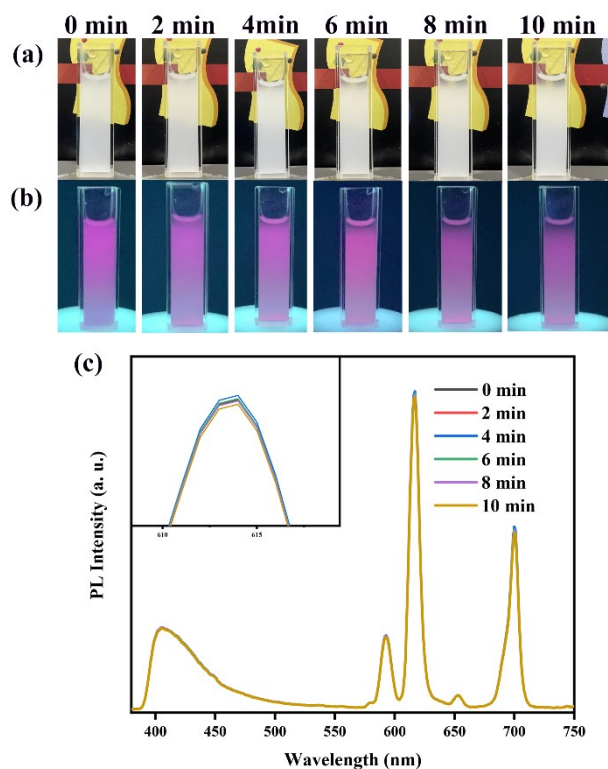 0 min 2 min 4min 6 min 8 min 10 min
(a)
(b)
(c)
0 min
2 min
4 min
6 min
8 min
10 min
610 615
PL Intensity (a. u.)
400 450 500 550 600 650 700 750
Wavelength (nm)